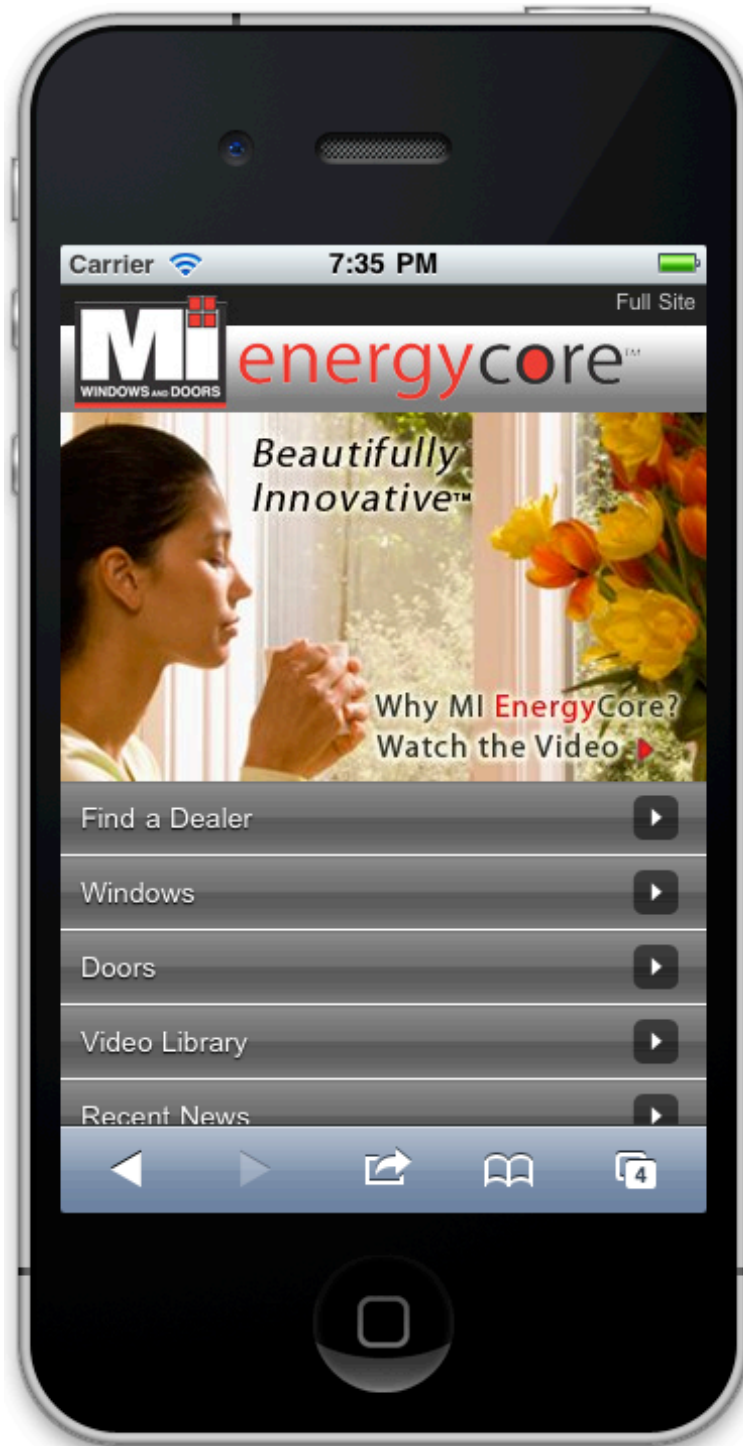 Carrier 7:35 PM
Full Site
Mi
WINDOWS AND DOORS
energycore™
Beautifully
Innovative™
Why MI EnergyCore?
Watch the Video
Find a Dealer
Windows
Doors
Video Library
Recent News
4